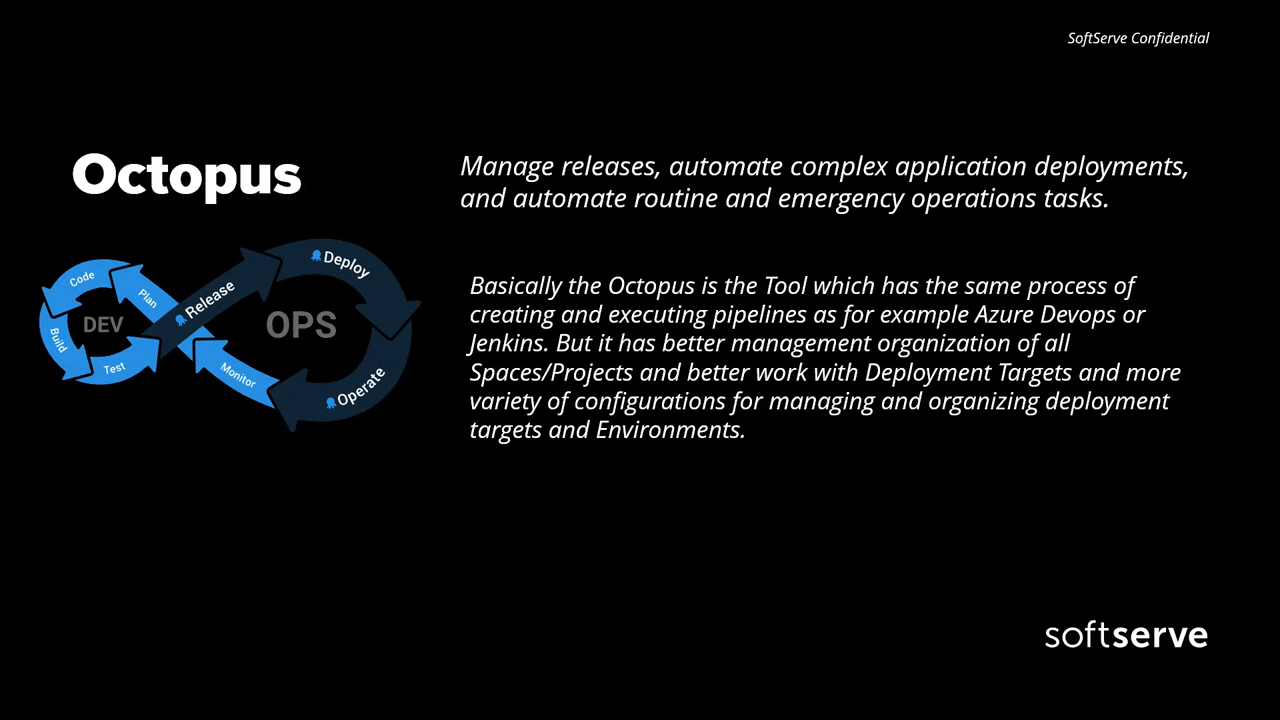 SoftServe Confidential
Octopus
Manage releases, automate complex application deployments,
and automate routine and emergency operations tasks.
Code
Plan
Build
Test
DEV
Release
Deploy
OPS
Monitor
Operate
Basically the Octopus is the Tool which has the same process of
creating and executing pipelines as for example Azure Devops or
Jenkins. But it has better management organization of all
Spaces/Projects and better work with Deployment Targets and more
variety of configurations for managing and organizing deployment
targets and Environments.
softserve